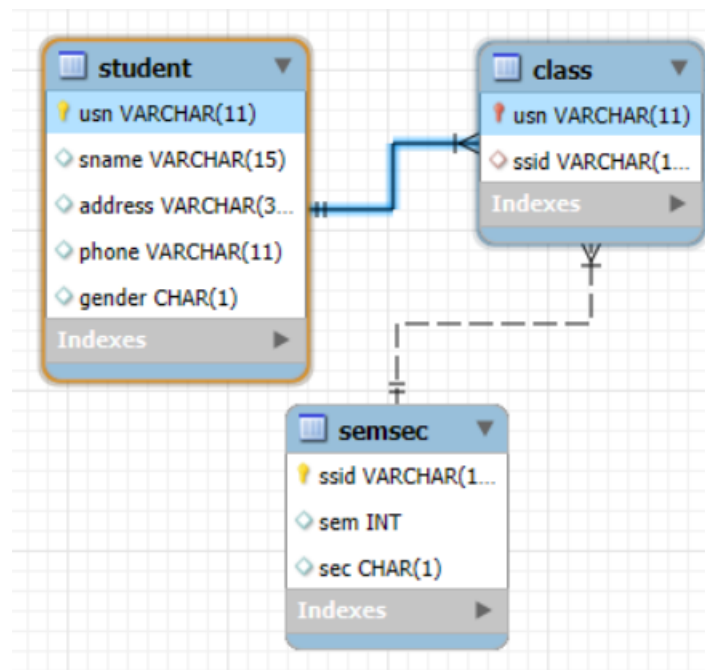 student
usn VARCHAR(11)
sname VARCHAR(15)
address VARCHAR(3...
phone VARCHAR(11)
gender CHAR(1)
Indexes
class
usn VARCHAR(11)
ssid VARCHAR(1...
Indexes
semsec
ssid VARCHAR(1...
sem INT
sec CHAR(1)
Indexes